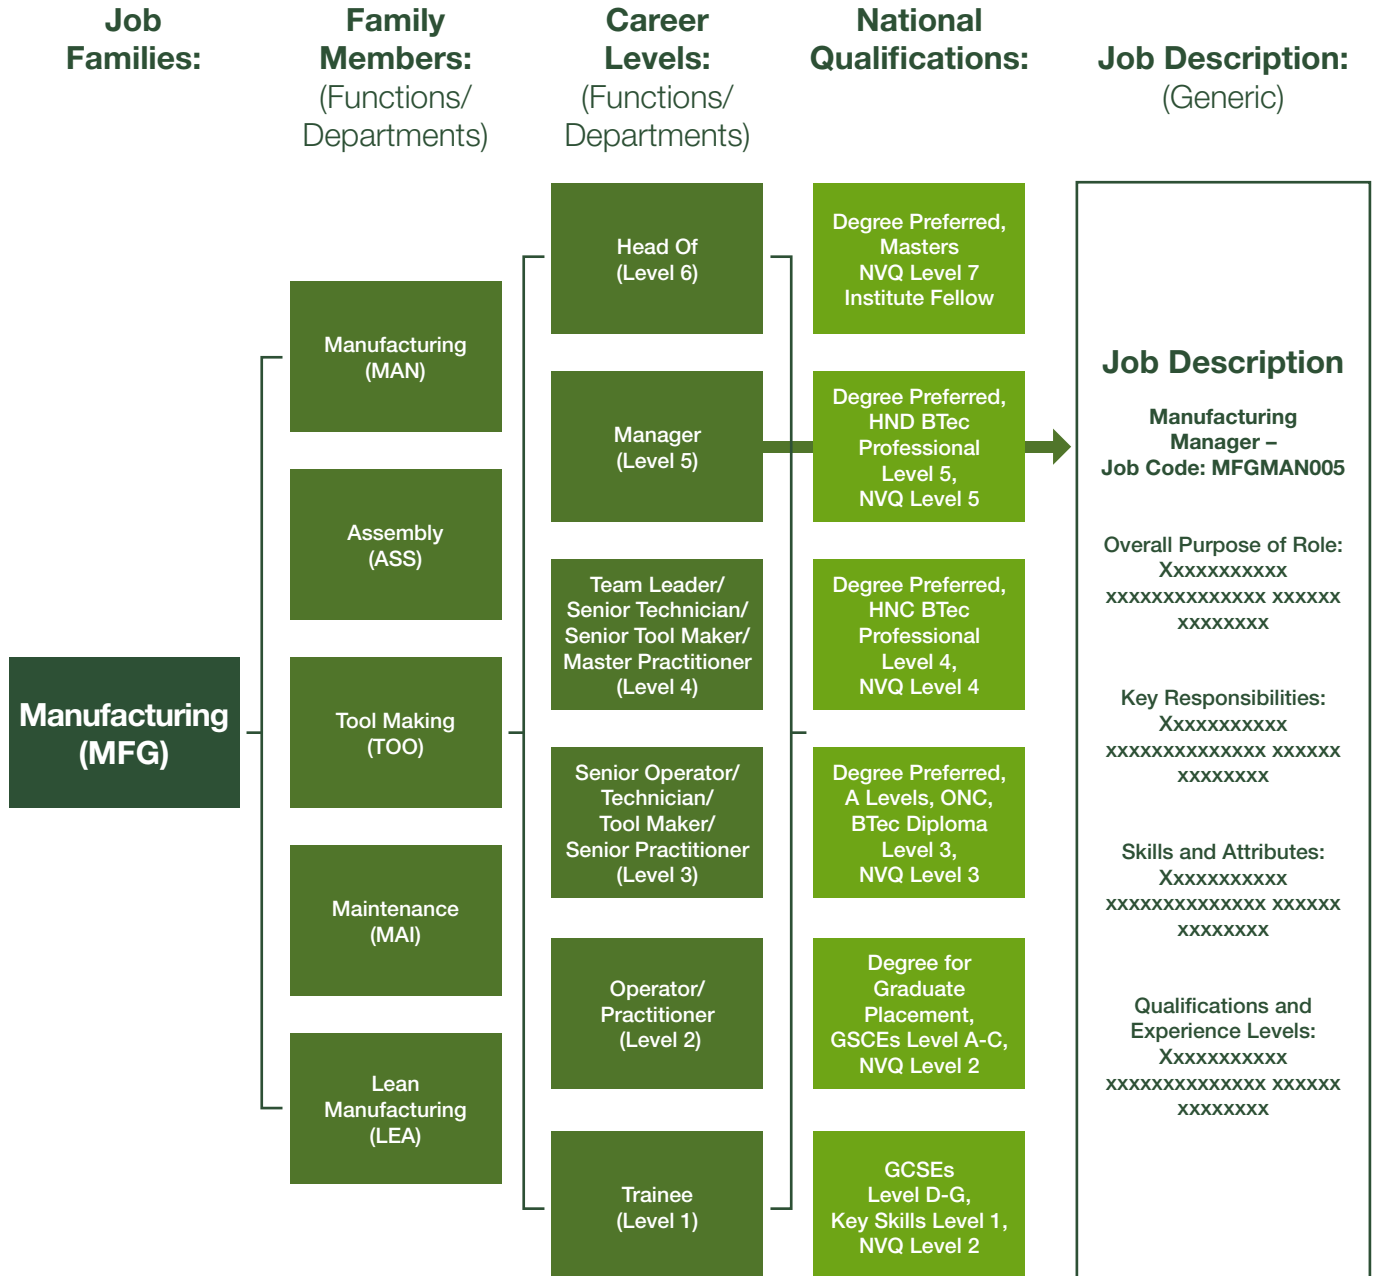 Job
Families:
Family
Members:
(Functions/
Departments)
Career
Levels:
(Functions/
Departments)
National
Qualifications:
Job Description:
(Generic)
Manufacturing
(MFG)
Manufacturing
(MAN)
Assembly
(ASS)
Tool Making
(TOO)
Maintenance
(MAI)
Lean
Manufacturing
(LEA)
Head Of
(Level 6)
Manager
(Level 5)
Team Leader/
Senior Technician/
Senior Tool Maker/
Master Practitioner
(Level 4)
Senior Operator/
Technician/
Tool Maker/
Senior Practitioner
(Level 3)
Operator/
Practitioner
(Level 2)
Trainee
(Level 1)
Degree Preferred,
Masters
NVQ Level 7
Institute Fellow
Degree Preferred,
HND BTec
Professional
Level 5,
NVQ Level 5
Degree Preferred,
HNC BTec
Professional
Level 4,
NVQ Level 4
Degree Preferred,
A Levels, ONC,
BTec Diploma
Level 3,
NVQ Level 3
Degree for
Graduate
Placement,
GSCEs Level A-C,
NVQ Level 2
GCSEs
Level D-G,
Key Skills Level 1,
NVQ Level 2
Job Description
Manufacturing
Manager –
Job Code: MFGMAN005
Overall Purpose of Role:
Xxxxxxxxxxx
xxxxxxxxxxxxxx xxxxxx
xxxxxxxx
Key Responsibilities:
Xxxxxxxxxxx
xxxxxxxxxxxxxx xxxxxx
xxxxxxxx
Skills and Attributes:
Xxxxxxxxxxx
xxxxxxxxxxxxxx xxxxxx
xxxxxxxx
Qualifications and
Experience Levels:
Xxxxxxxxxxx
xxxxxxxxxxxxxx xxxxxx
xxxxxxxx